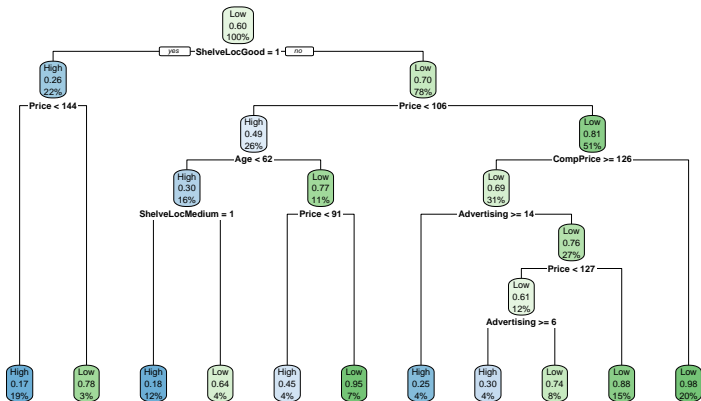 Low
0.60
100%
yes ShelveLocGood = 1 no
High
0.26
22%
Low
0.70
78%
Price < 144
Price < 106
High
0.49
26%
Low
0.81
51%
Age < 62
CompPrice >= 126
High
0.30
16%
Low
0.77
11%
Low
0.69
31%
ShelveLocMedium = 1
Price < 91
Advertising >= 14
Low
0.76
27%
Price < 127
Low
0.61
12%
Advertising >= 6
High
0.17
19%
Low
0.78
3%
High
0.18
12%
Low
0.64
4%
High
0.45
4%
Low
0.95
7%
High
0.25
4%
High
0.30
4%
Low
0.74
8%
Low
0.88
15%
Low
0.98
20%